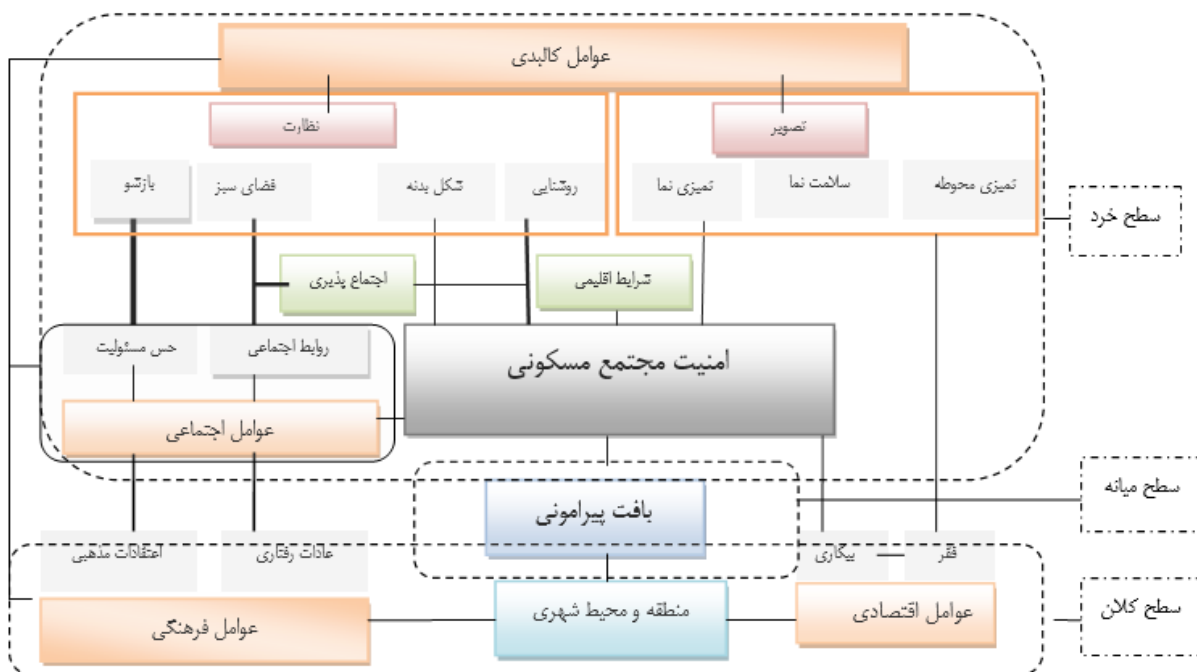 عوامل کالبدی
تصویر
نظارت
تمیزی محوطه
سلامت نما
تمیزی نما
روشنایی
شکل بدنه
فضای سبز
بازشو
سطح خرد
شرایط اقلیمی
اجتماع پذیری
امنیت مجتمع مسکونی
روابط اجتماعی
حس مسئولیت
عوامل اجتماعی
سطح میانه
بافت پیرامونی
فقر
بیکاری
عادات رفتاری
اعتقادات مذهبی
سطح کلان
عوامل اقتصادی
منطقه و محیط شهری
عوامل فرهنگی